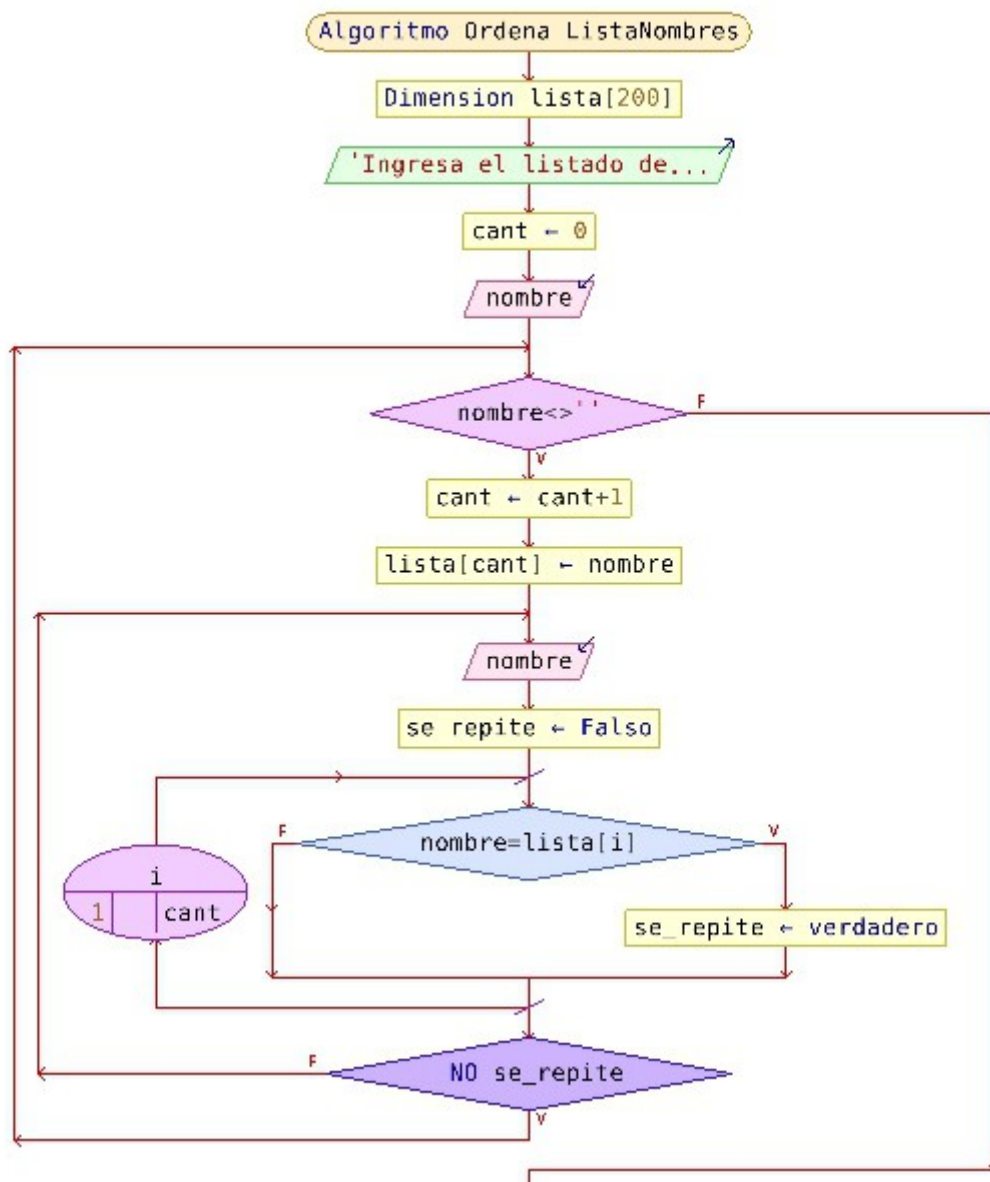 Algoritmo Ordena ListaNombres
Dimension lista[200]
'Ingresa el listado de...
cant ← 0
nombre
nombre<>''
F
V
cant ← cant+1
lista[cant] ← nombre
nombre
se repite ← Falso
nombre=lista[i]
F
V
i
1
cant
se_repite ← verdadero
NO se_repite
F
V